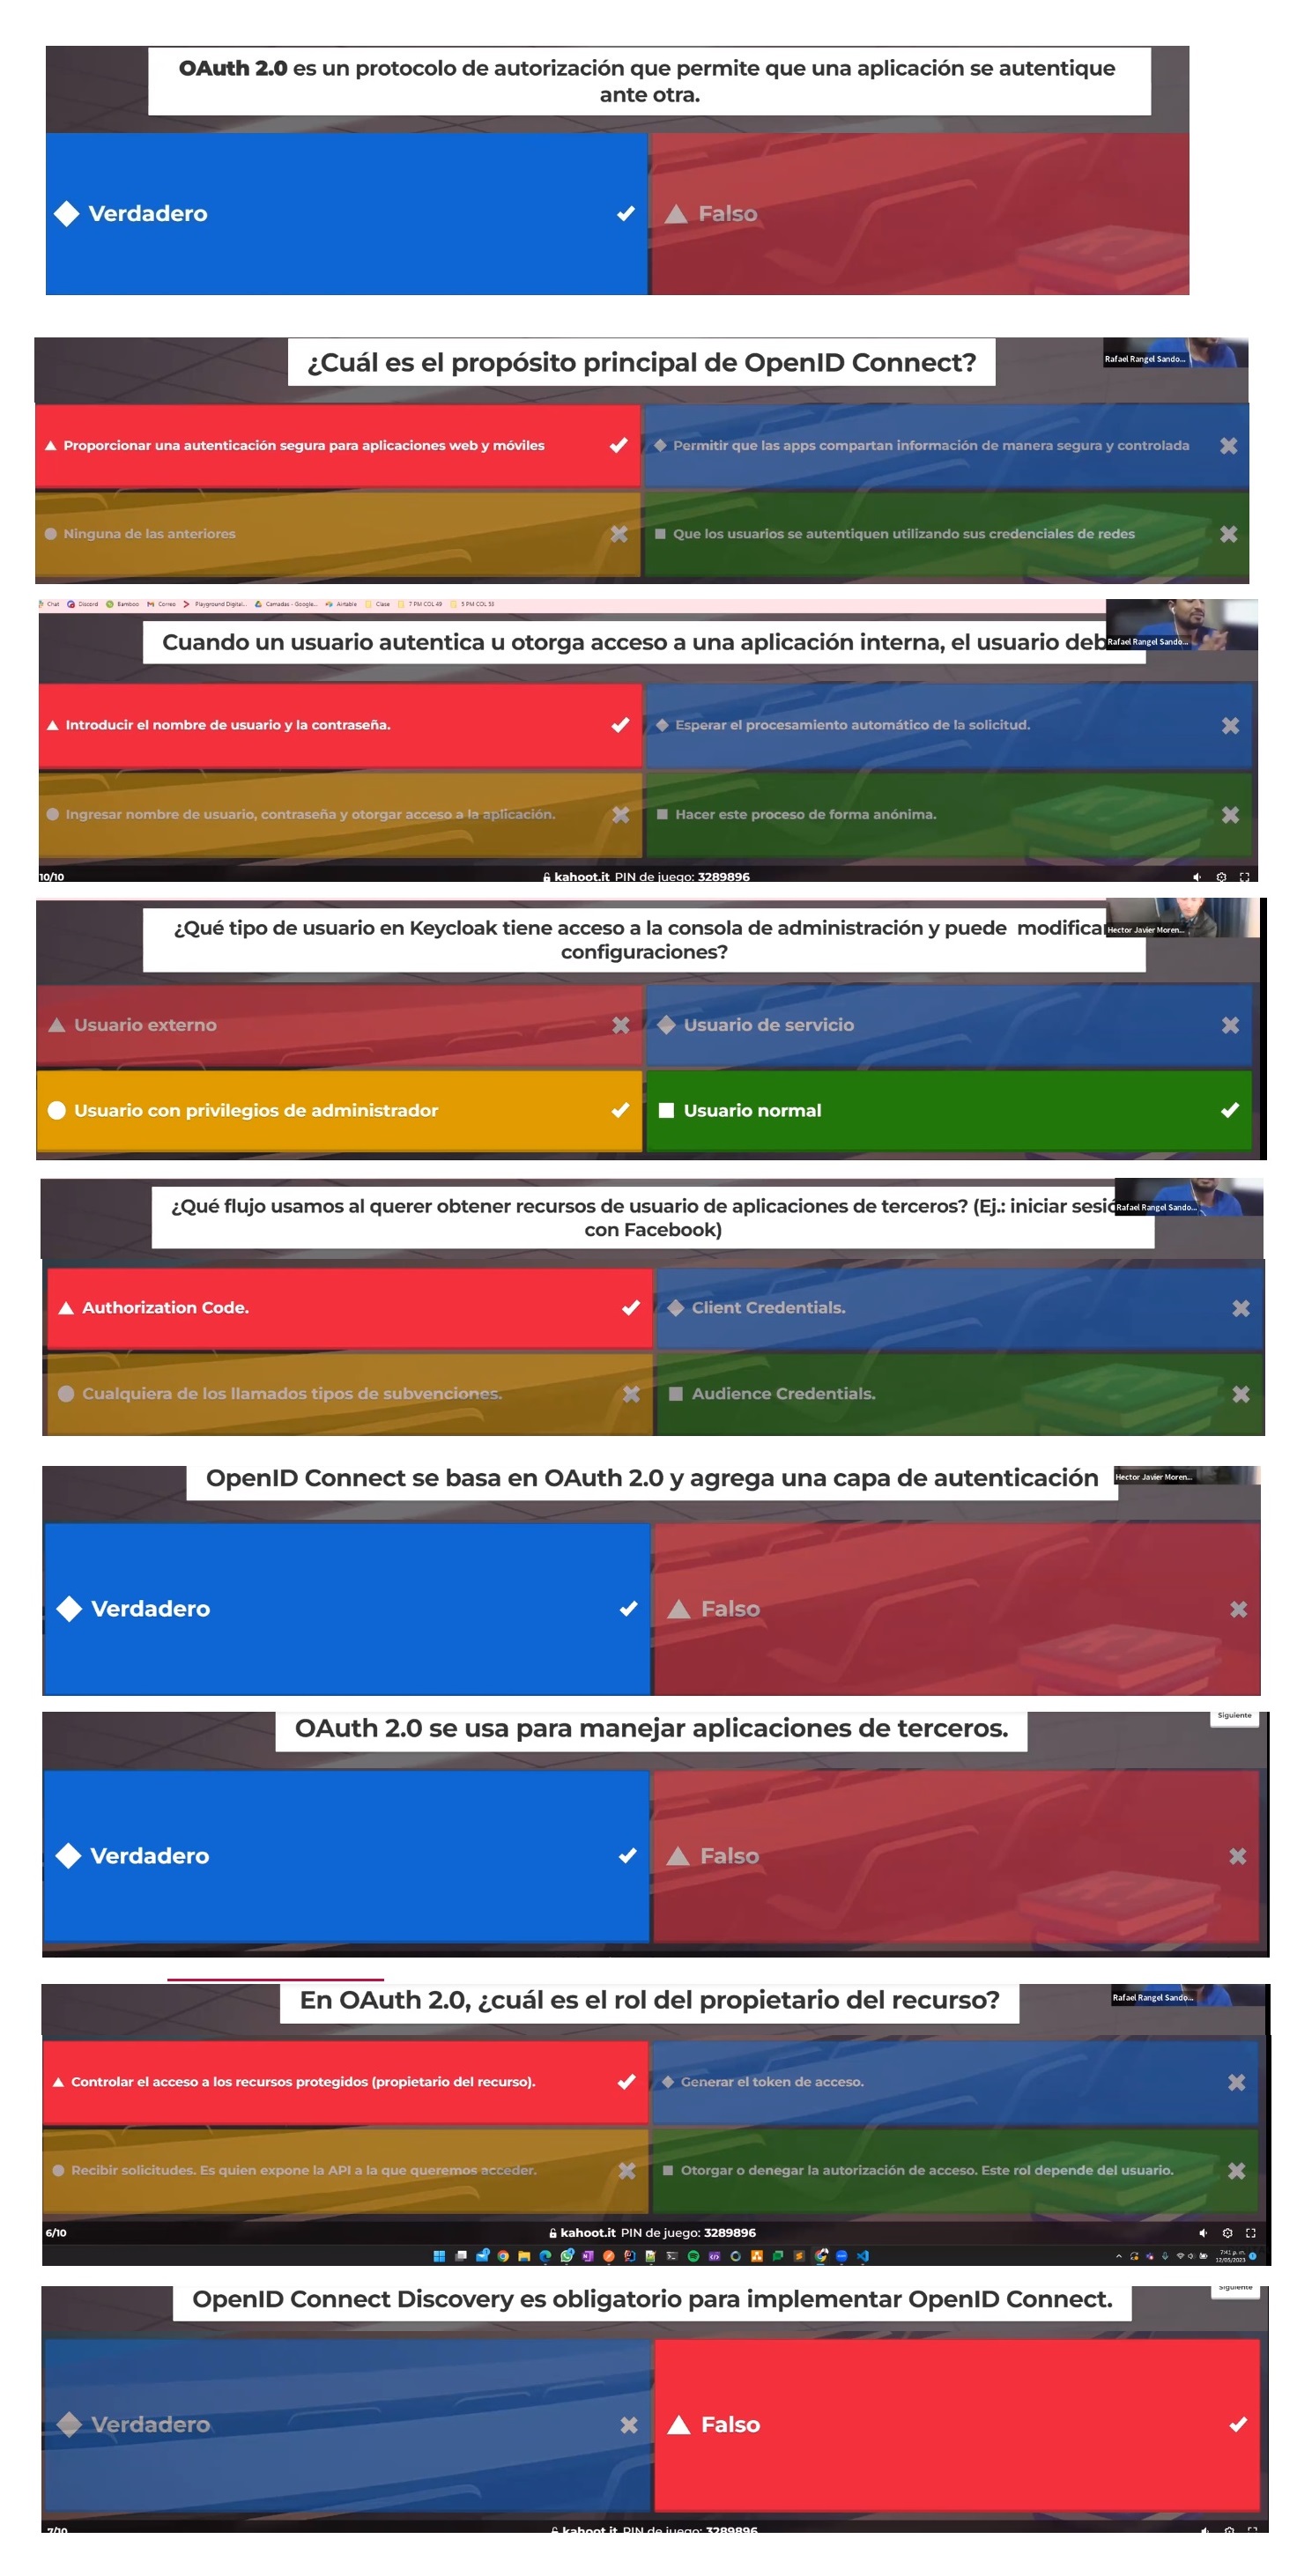 OAuth 2.0 es un protocolo de autorización que permite que una aplicación se autentique
ante otra.
Verdadero
Falso
¿Cuál es el propósito principal de OpenID Connect?
Rafael Rangel Sando...
Proporcionar una autenticación segura para aplicaciones web y móviles
Permitir que las apps compartan información de manera segura y controlada
Ninguna de las anteriores
Que los usuarios se autentiquen utilizando sus credenciales de redes
Chat Discord Bamboo Correo Playground Digital... Camadas - Google... Airtable Clase 7 PM COL 49 5 PM COL 33
Cuando un usuario autentica u otorga acceso a una aplicación interna, el usuario deb
Rafael Rangel Sando...
Introducir el nombre de usuario y la contraseña.
Esperar el procesamiento automático de la solicitud.
Ingresar nombre de usuario, contraseña y otorgar acceso a la aplicación.
Hacer este proceso de forma anónima.
10/10
kahoot.it PIN de juego: 3289896
¿Qué tipo de usuario en Keycloak tiene acceso a la consola de administración y puede modificar
configuraciones?
Hector Javier Moren...
Usuario externo
Usuario de servicio
Usuario con privilegios de administrador
Usuario normal
¿Qué flujo usamos al querer obtener recursos de usuario de aplicaciones de terceros? (Ej.: iniciar sesió
con Facebook)
Rafael Rangel Sando...
Authorization Code.
Client Credentials.
Cualquiera de los llamados tipos de subvenciones.
Audience Credentials.
OpenID Connect se basa en OAuth 2.0 y agrega una capa de autenticación
Hector Javier Moren...
Verdadero
Falso
OAuth 2.0 se usa para manejar aplicaciones de terceros.
Siguiente
Verdadero
Falso
En OAuth 2.0, ¿cuál es el rol del propietario del recurso?
Rafael Rangel Sando...
Controlar el acceso a los recursos protegidos (propietario del recurso).
Generar el token de acceso.
Recibir solicitudes. Es quien expone la API a la que queremos acceder.
Otorgar o denegar la autorización de acceso. Este rol depende del usuario.
6/10
kahoot.it PIN de juego: 3289896
7:41 p. m.
12/05/2023
OpenID Connect Discovery es obligatorio para implementar OpenID Connect.
Siguiente
Verdadero
Falso
7/10
kahoot.it PIN de juego: 3289896